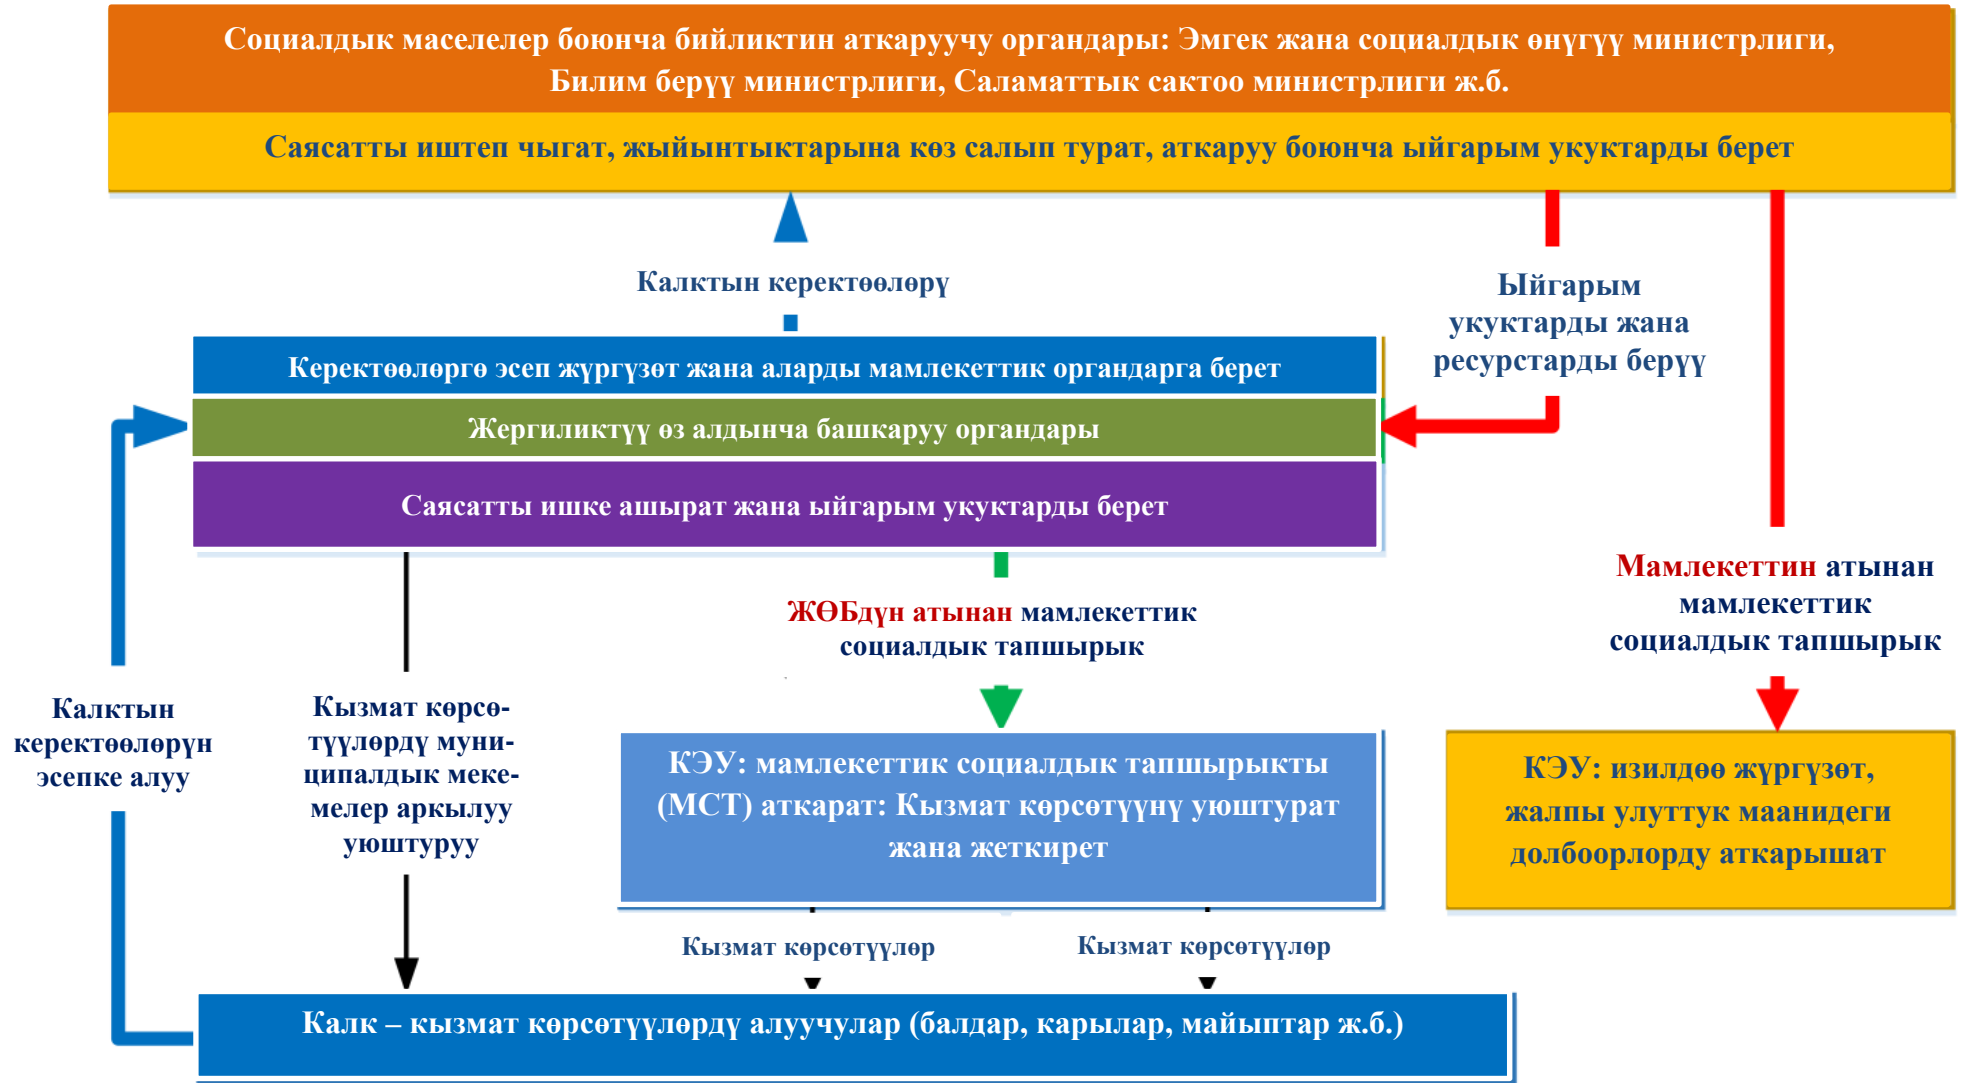 Социалдык маселелер боюнча бийликтин аткаруучу органдары: Эмгек жана социалдык өнүгүү министрлиги,
Билим берүү министрлиги, Саламаттык сактоо министрлиги ж.б.
Саясатты иштеп чыгат, жыйынтыктарына көз салып турат, аткаруу боюнча ыйгарым укуктарды берет
Калктын керектөөлөрү
Ыйгарым
укуктарды жана
ресурстарды берүү
Керектөөлөргө эсеп жүргүзөт жана аларды мамлекеттик органдарга берет
Жергиликтүү өз алдынча башкаруу органдары
Саясатты ишке ашырат жана ыйгарым укуктарды берет
Мамлекеттин атынан
мамлекеттик
социалдык тапшырык
ЖӨБдүн атынан мамлекеттик
социалдык тапшырык
Калктын
керектөөлөрүн
эсепке алуу
Кызмат көрсө-
түүлөрдү муни-
ципалдык меке-
мелер аркылуу
уюштуруу
КЭУ: мамлекеттик социалдык тапшырыкты
(МСТ) аткарат: Кызмат көрсөтүүнү уюштурат
жана жеткирет
КЭУ: изилдөө жүргүзөт,
жалпы улуттук маанидеги
долбоорлорду аткарышат
Кызмат көрсөтүүлөр
Кызмат көрсөтүүлөр
Калк – кызмат көрсөтүүлөрдү алуучулар (балдар, карылар, майыптар ж.б.)